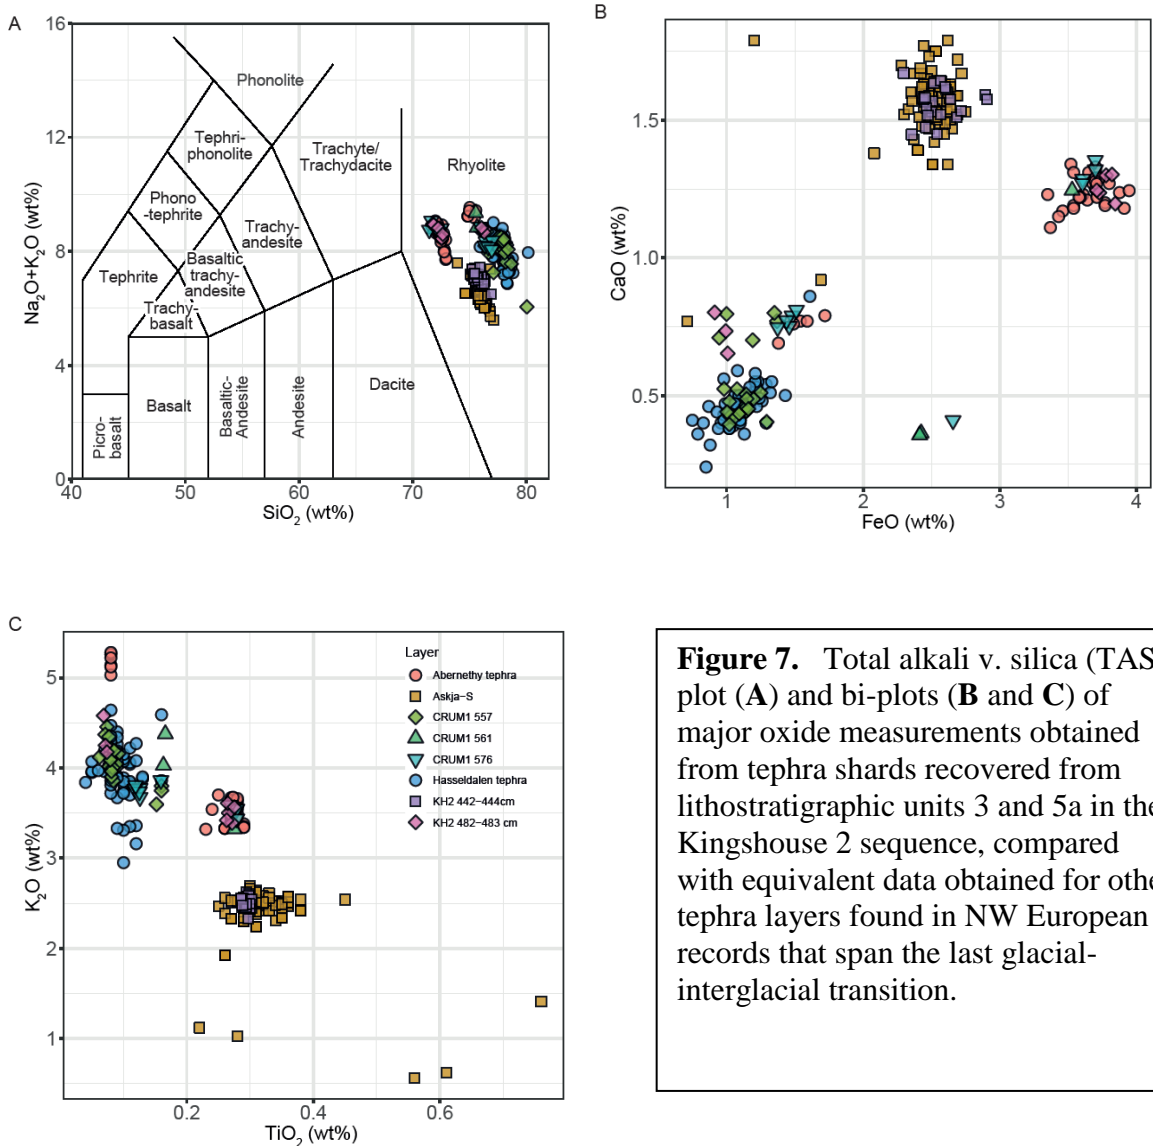 A
16
12
8
4
0
40
50
60
70
80
Na2O+K2O (wt%)
SiO2 (wt%)
Phonolite
Tephri-
phonolite
Trachyte/
Trachydacite
Rhyolite
Phono
-tephrite
Trachy-
andesite
Tephrite
Basaltic
trachy-
andesite
Trachy-
basalt
Dacite
Basalt
Picro-
basalt
Basaltic-
Andesite
Andesite
B
1.5
1.0
0.5
1
2
3
4
CaO (wt%)
FeO (wt%)
C
5
4
3
2
1
0.2
0.4
0.6
K2O (wt%)
TiO2 (wt%)
Layer
Abernethy tephra
Askja-S
CRUM1 557
CRUM1 561
CRUM1 576
Hasseldalen tephra
KH2 442-444cm
KH2 482-483 cm
Figure 7. Total alkali v. silica (TAS
plot (A) and bi-plots (B and C) of
major oxide measurements obtained
from tephra shards recovered from
lithostratigraphic units 3 and 5a in the
Kingshouse 2 sequence, compared
with equivalent data obtained for othe
tephra layers found in NW European
records that span the last glacial-
interglacial transition.